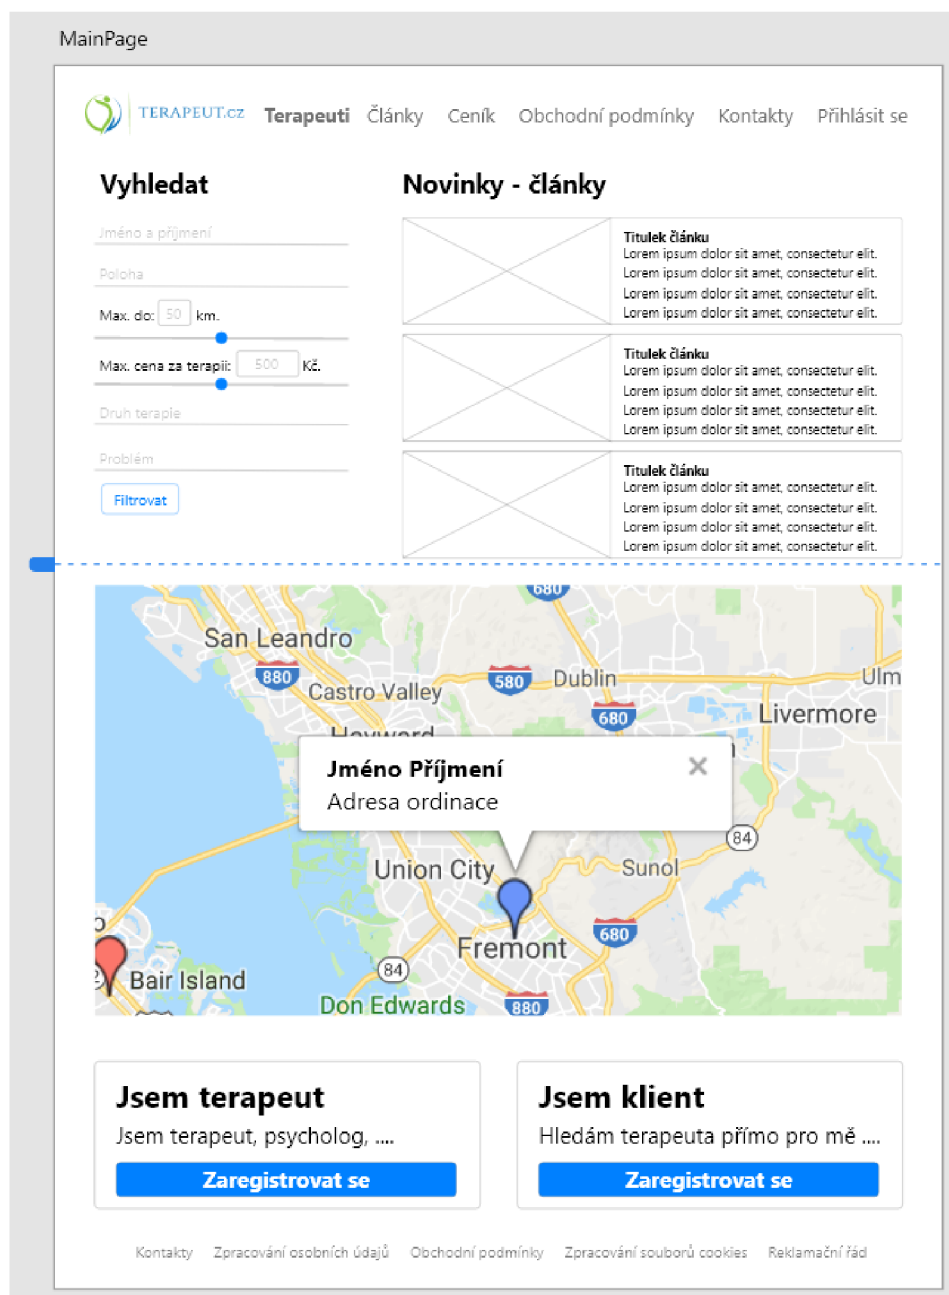 MainPage
TERAPEUT.cz Terapeuti Články Ceník Obchodní podmínky Kontakty Přihlásit se
Vyhledat
Jméno a příjmení
Poloha
Max. do: 50 km.
Max. cena za terapii: 500 Kč.
Druh terapie
Problém
Filtrovat
Novinky - články
Titulek článku
Lorem ipsum dolor sit amet, consectetur elit.
Lorem ipsum dolor sit amet, consectetur elit.
Lorem ipsum dolor sit amet, consectetur elit.
Lorem ipsum dolor sit amet, consectetur elit.
Titulek článku
Lorem ipsum dolor sit amet, consectetur elit.
Lorem ipsum dolor sit amet, consectetur elit.
Lorem ipsum dolor sit amet, consectetur elit.
Lorem ipsum dolor sit amet, consectetur elit.
Titulek článku
Lorem ipsum dolor sit amet, consectetur elit.
Lorem ipsum dolor sit amet, consectetur elit.
Lorem ipsum dolor sit amet, consectetur elit.
Lorem ipsum dolor sit amet, consectetur elit.
680
San Leandro
880
580
Dublin
Ulm
Castro Valley
680
Livermore
Hayward
Jméno Příjmení
Adresa ordinace
84
Union City
Sunol
680
Fremont
84
Bair Island
Don Edwards
880
Jsem terapeut
Jsem terapeut, psycholog, ....
Zaregistrovat se
Jsem klient
Hledám terapeuta přímo pro mě ....
Zaregistrovat se
Kontakty Zpracování osobních údajů Obchodní podmínky Zpracování souborů cookies Reklamační řád